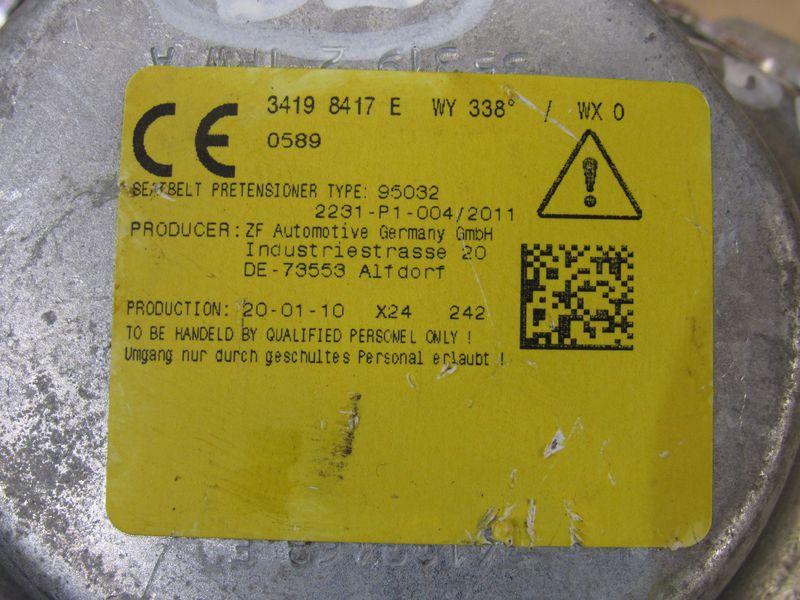 CE 3419 8417 E WY 338° / WX 0
0589
SEATBELT PRETENSIONER TYPE: 95032
2231-P1-004/2011
PRODUCER: ZF Automotive Germany GmbH
Industriestrasse 20
DE-73553 Alfdorf
PRODUCTION: 20-01-10 X24 242
TO BE HANDELD BY QUALIFIED PERSONEL ONLY !
Umgang nur durch geschultes Personal erlaubt !